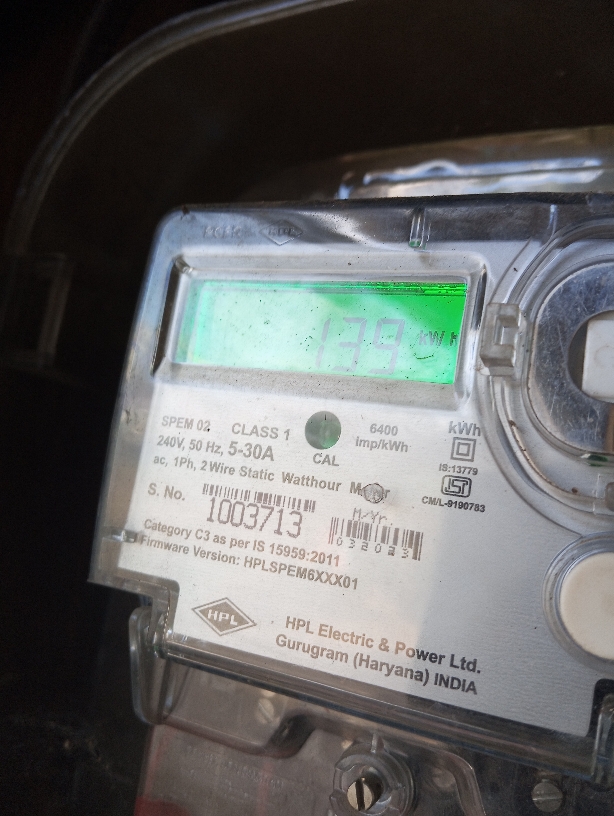 139 kWh
SPEM 02 CLASS 1 6400 kWh
240V, 50 Hz, 5-30A imp/kWh
CAL IS:13779
ac, 1Ph, 2 Wire Static Watthour Meter
CM/L-9190783
S. No. 1003713 M/Yr.
032023
Category C3 as per IS 15959:2011
Firmware Version: HPLSPEM6XXX01
HPL
HPL Electric & Power Ltd.
Gurugram (Haryana) INDIA